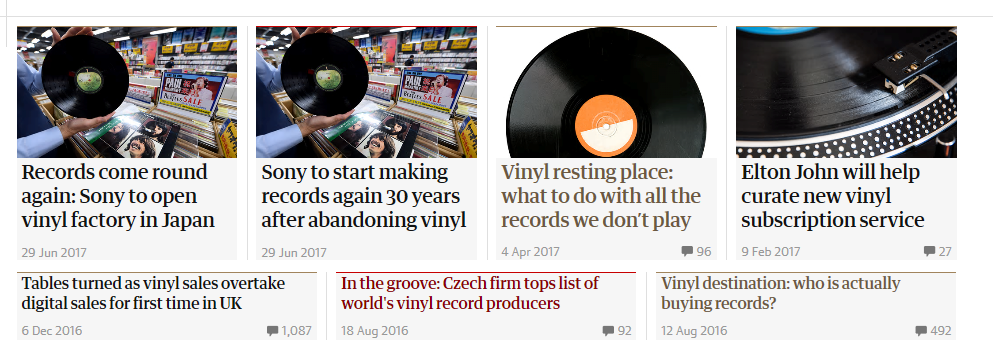 PAUL
SALE
PAUL
SALE
Records come round
again: Sony to open
vinyl factory in Japan
29 Jun 2017
Sony to start making
records again 30 years
after abandoning vinyl
29 Jun 2017
Vinyl resting place:
what to do with all the
records we don't play
4 Apr 2017
96
Elton John will help
curate new vinyl
subscription service
9 Feb 2017
27
Tables turned as vinyl sales overtake
digital sales for first time in UK
6 Dec 2016
1,087
In the groove: Czech firm tops list of
world's vinyl record producers
18 Aug 2016
92
Vinyl destination: who is actually
buying records?
12 Aug 2016
492